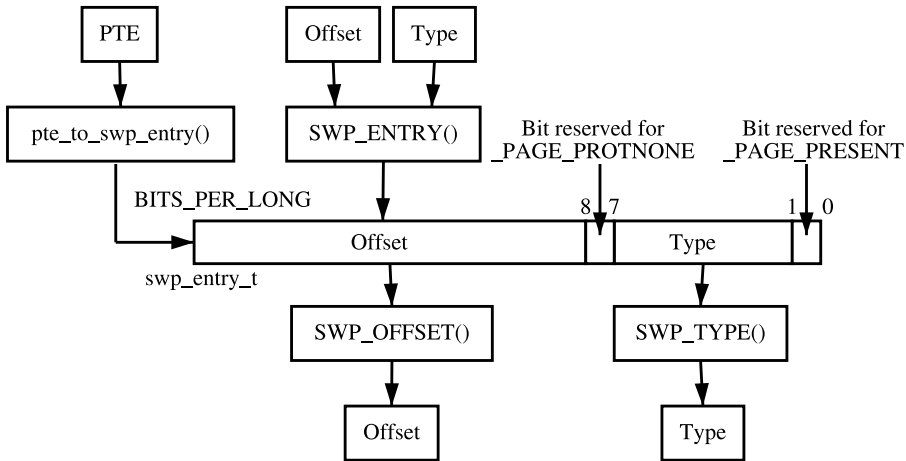 PTE
Offset
Type
pte_to_swp_entry()
SWP_ENTRY()
Bit reserved for
_PAGE_PROTNONE
Bit reserved for
_PAGE_PRESENT
BITS_PER_LONG
8 7
1 0
Offset
Type
swp_entry_t
SWP_OFFSET()
SWP_TYPE()
Offset
Type